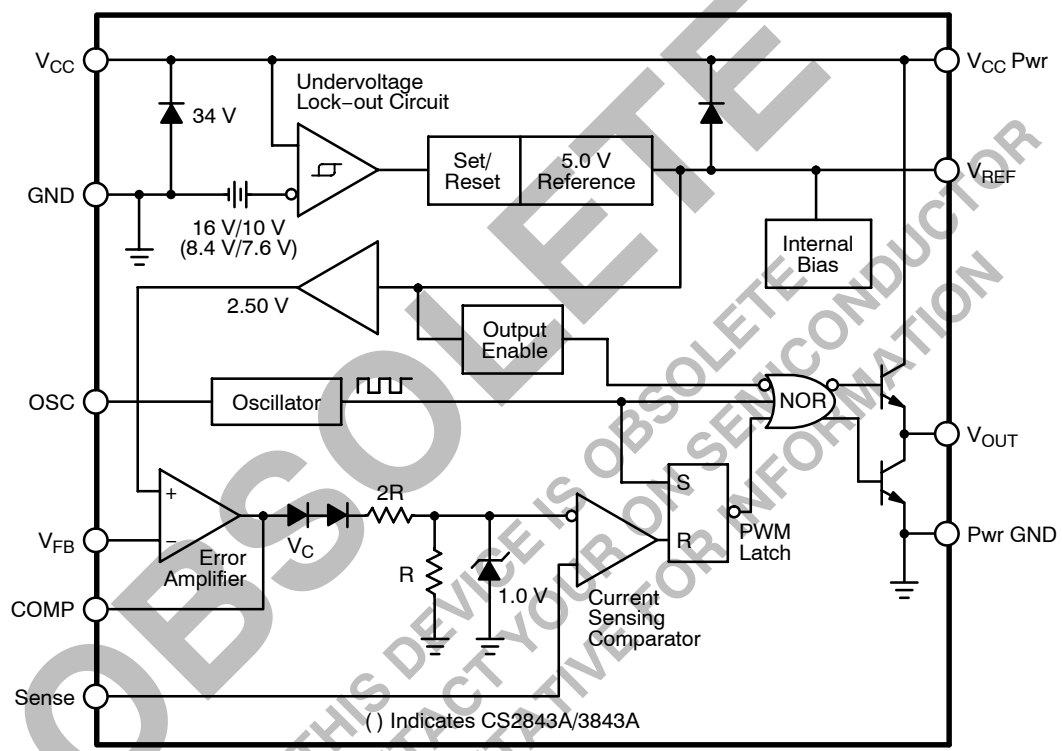 V_CC
V_CC Pwr
Undervoltage
Lock–out Circuit
34 V
Set/
Reset
5.0 V
Reference
GND
V_REF
16 V/10 V
(8.4 V/7.6 V)
Internal
Bias
2.50 V
Output
Enable
OSC
Oscillator
NOR
V_OUT
+
2R
S
V_FB
–
V_C
R
PWM
Latch
Pwr GND
Error
Amplifier
R
1.0 V
COMP
Current
Sensing
Comparator
Sense
( ) Indicates CS2843A/3843A
OBSOLETE
THIS DEVICE IS OBSOLETE
CONTACT YOUR ON SEMICONDUCTOR
TATIVE FOR INFORMATION